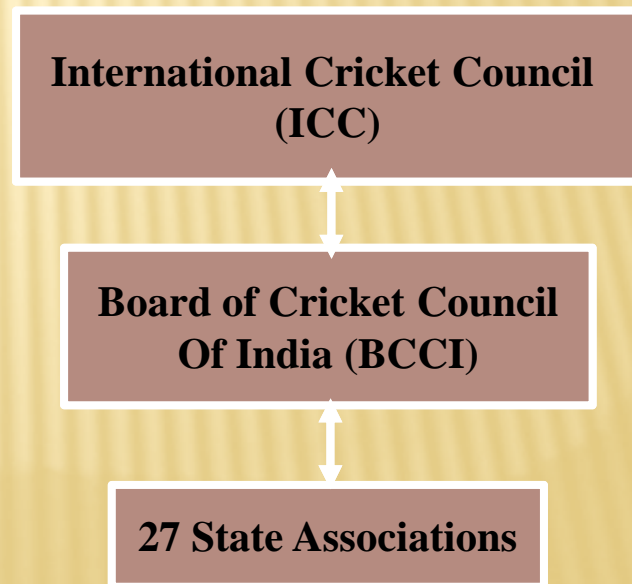 International Cricket Council
(ICC)
Board of Cricket Council
Of India (BCCI)
27 State Associations